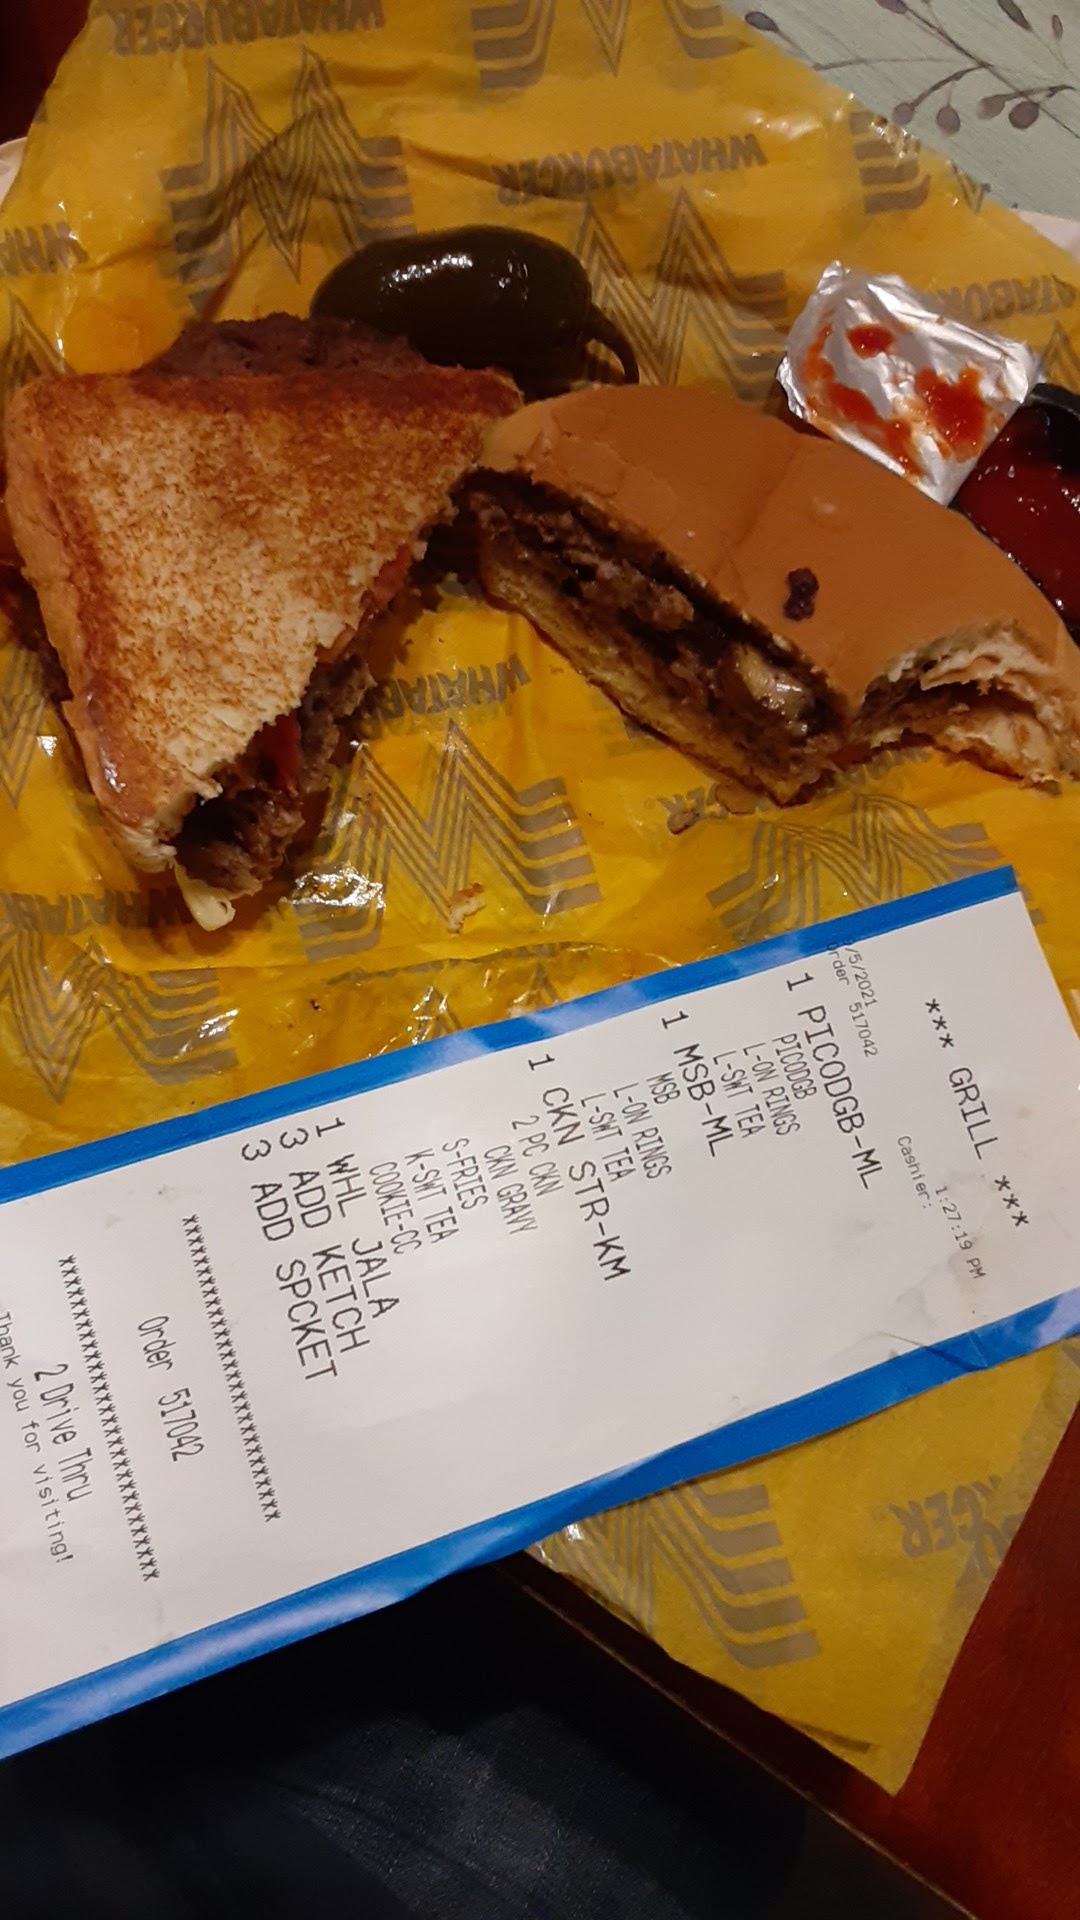 WHATABURGER
WHATABURGER
*** GRILL ***
/5/2021 1:27:19 PM
Order 517042 Cashier:
1 PICODGB-ML
PICODGB
L-ON RINGS
L-SWT TEA
1 MSB-ML
MSB
L-ON RINGS
L-SWT TEA
1 CKN STR-KM
2 PC CKN
CKN GRAVY
S-FRIES
K-SWT TEA
COOKIE-CC
1 WHL JALA
3 ADD KETCH
3 ADD SPCKET
Order 517042
2 Drive Thru
Thank you for visiting!